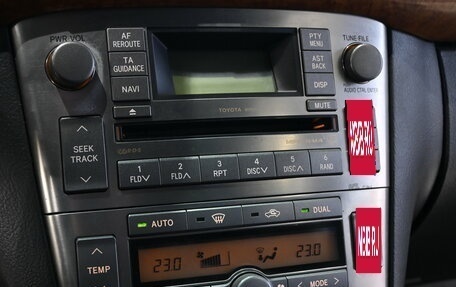 PWR VOL
AF REROUTE
PTY MENU
TUNE FILE
TA GUIDANCE
AST BACK
NAVI
DISP
AUDIO CTRL ENTER
TOYOTA
MUTE
SEEK TRACK
1 2 3 4 5 6
FLD∨ FLD∧ RPT DISC∨ DISC∧ RAND
AUTO
DUAL
TEMP
23.0
23.0
MODE